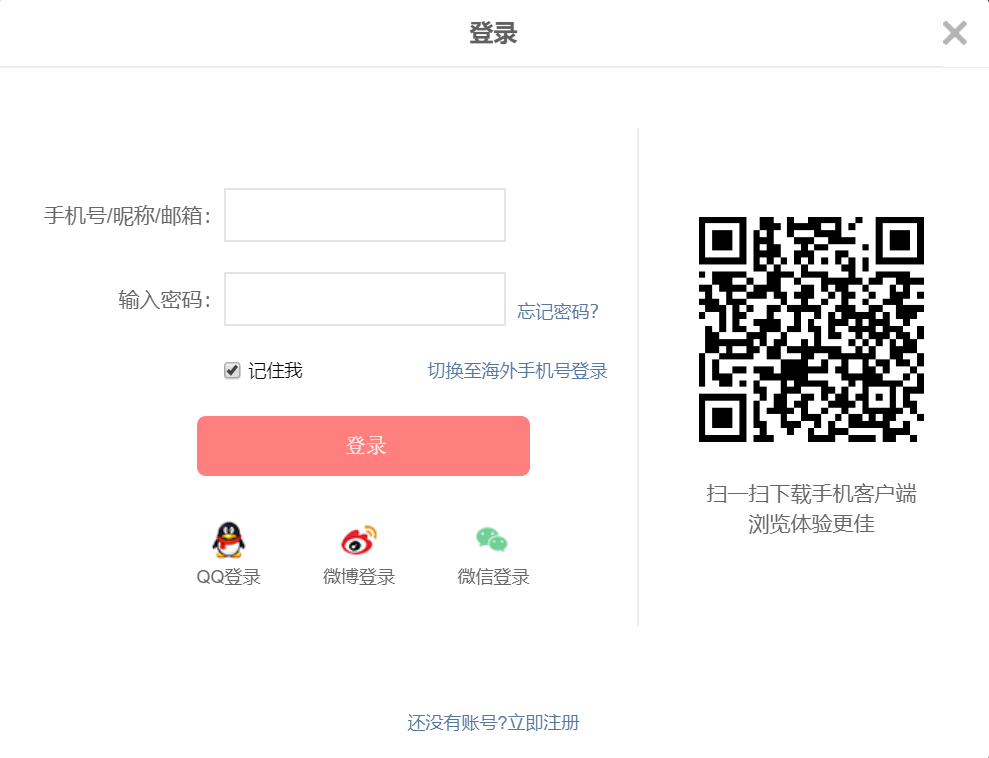 登录
手机号/昵称/邮箱：
输入密码：
忘记密码?
记住我
切换至海外手机号登录
登录
QQ登录
微博登录
微信登录
扫一扫下载手机客户端
浏览体验更佳
还没有账号?立即注册